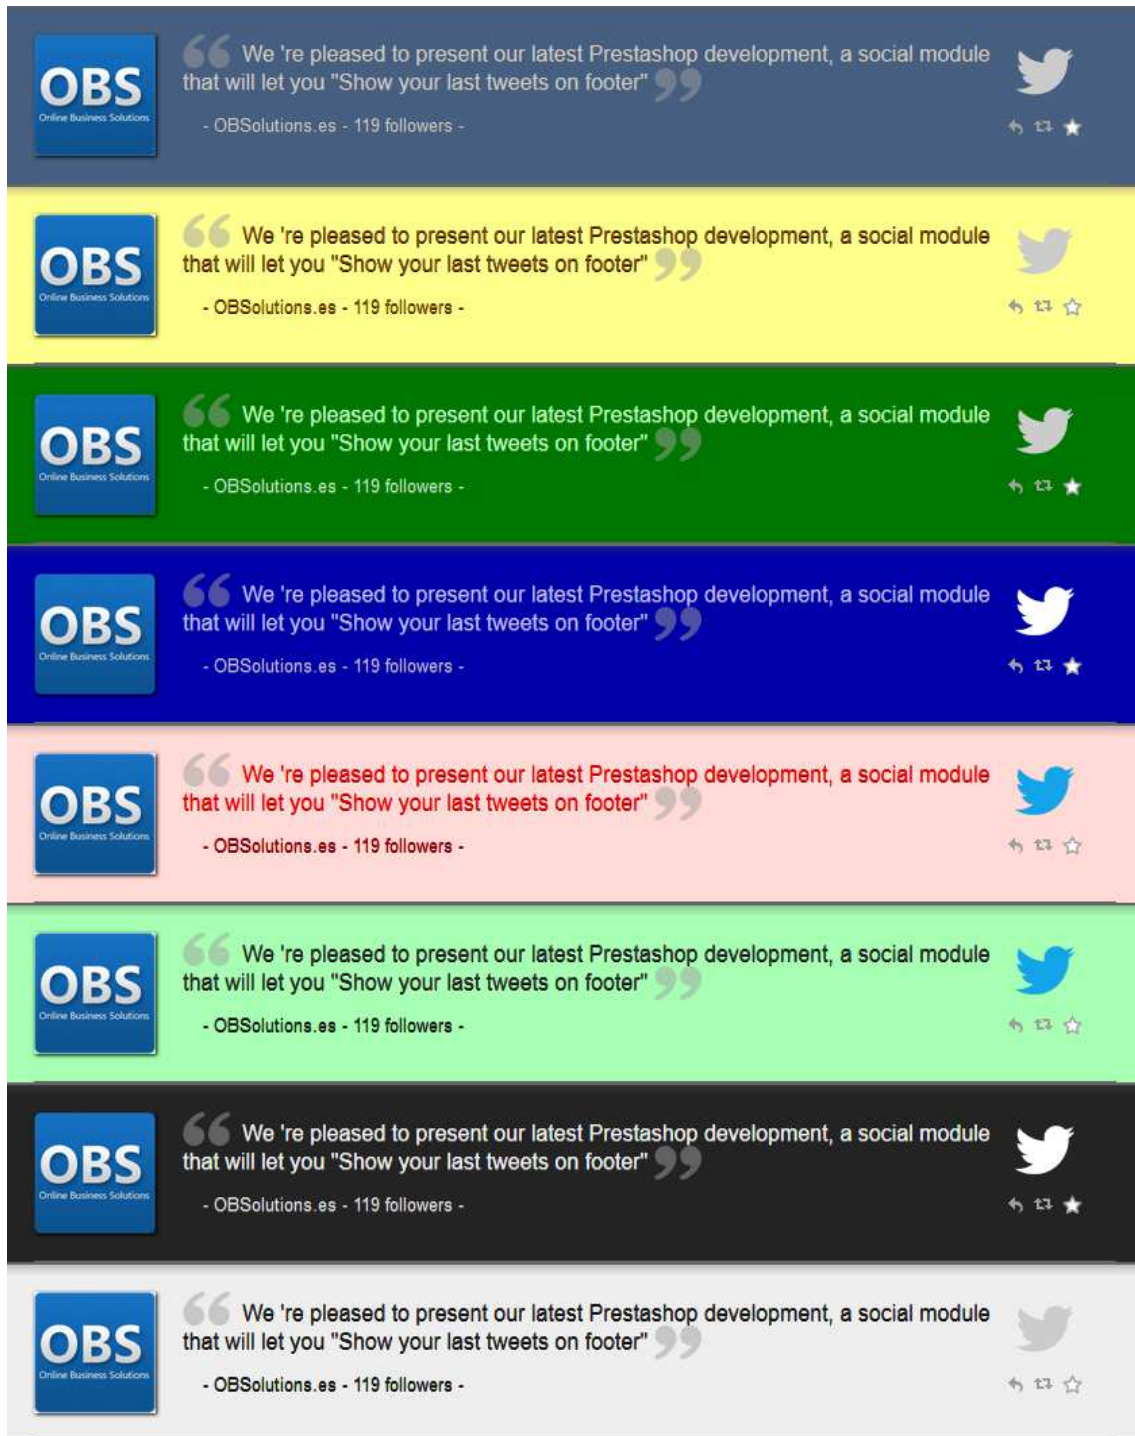 OBS
Online Business Solutions
We 're pleased to present our latest Prestashop development, a social module
that will let you "Show your last tweets on footer"
- OBSolutions.es - 119 followers -
OBS
Online Business Solutions
We 're pleased to present our latest Prestashop development, a social module
that will let you "Show your last tweets on footer"
- OBSolutions.es - 119 followers -
OBS
Online Business Solutions
We 're pleased to present our latest Prestashop development, a social module
that will let you "Show your last tweets on footer"
- OBSolutions.es - 119 followers -
OBS
Online Business Solutions
We 're pleased to present our latest Prestashop development, a social module
that will let you "Show your last tweets on footer"
- OBSolutions.es - 119 followers -
OBS
Online Business Solutions
We 're pleased to present our latest Prestashop development, a social module
that will let you "Show your last tweets on footer"
- OBSolutions.es - 119 followers -
OBS
Online Business Solutions
We 're pleased to present our latest Prestashop development, a social module
that will let you "Show your last tweets on footer"
- OBSolutions.es - 119 followers -
OBS
Online Business Solutions
We 're pleased to present our latest Prestashop development, a social module
that will let you "Show your last tweets on footer"
- OBSolutions.es - 119 followers -
OBS
Online Business Solutions
We 're pleased to present our latest Prestashop development, a social module
that will let you "Show your last tweets on footer"
- OBSolutions.es - 119 followers -